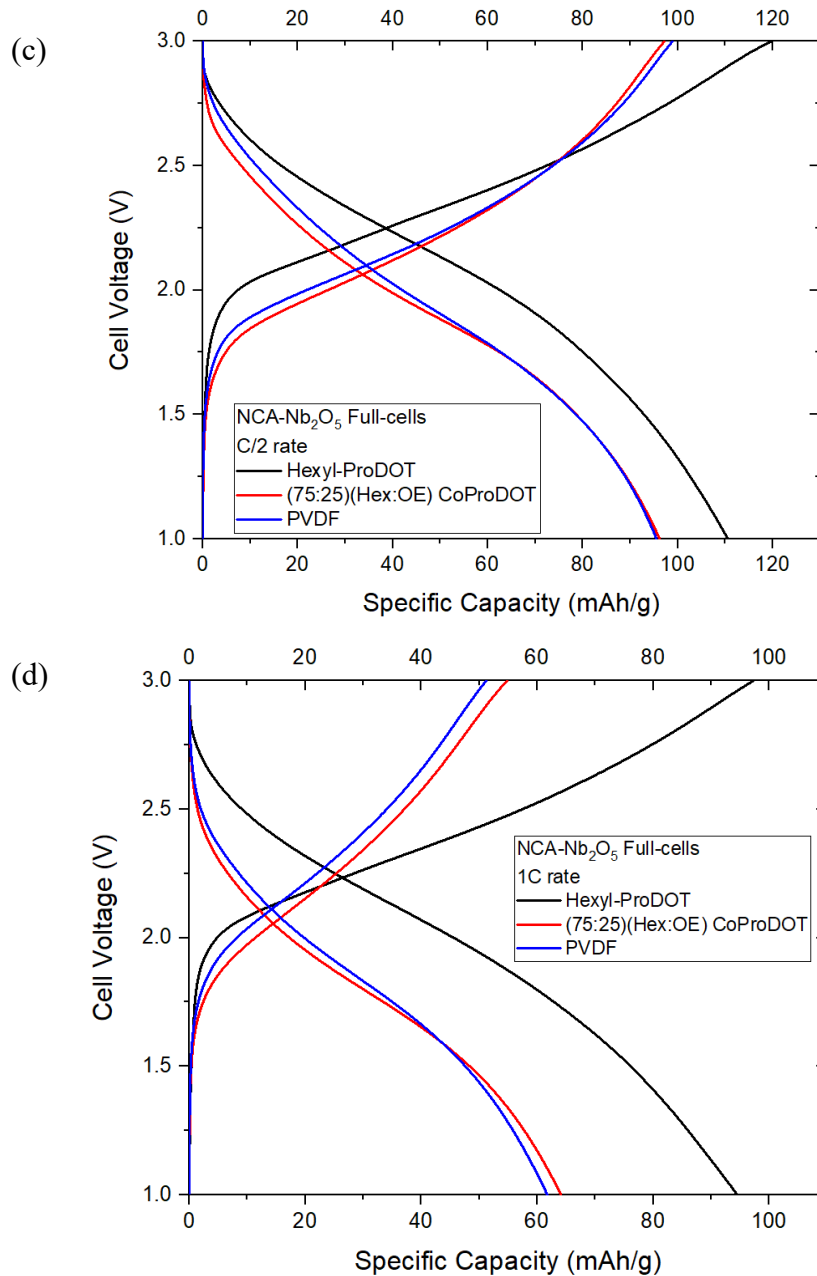 (c)
0 20 40 60 80 100 120
3.0
2.5
2.0
1.5
1.0
Cell Voltage (V)
NCA-Nb₂O₅ Full-cells
C/2 rate
Hexyl-ProDOT
(75:25)(Hex:OE) CoProDOT
PVDF
0 20 40 60 80 100 120
Specific Capacity (mAh/g)
(d)
0 20 40 60 80 100
3.0
2.5
2.0
1.5
1.0
Cell Voltage (V)
NCA-Nb₂O₅ Full-cells
1C rate
Hexyl-ProDOT
(75:25)(Hex:OE) CoProDOT
PVDF
0 20 40 60 80 100
Specific Capacity (mAh/g)